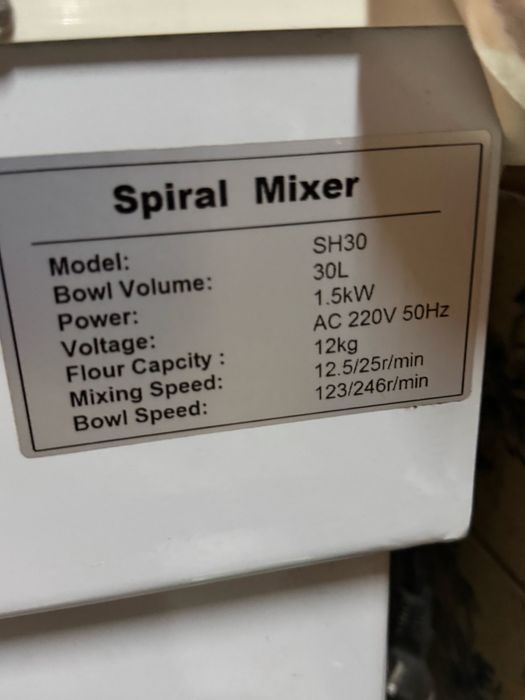 Spiral Mixer
Model: SH30
Bowl Volume: 30L
Power: 1.5kW
Voltage: AC 220V 50Hz
Flour Capcity : 12kg
Mixing Speed: 12.5/25r/min
Bowl Speed: 123/246r/min